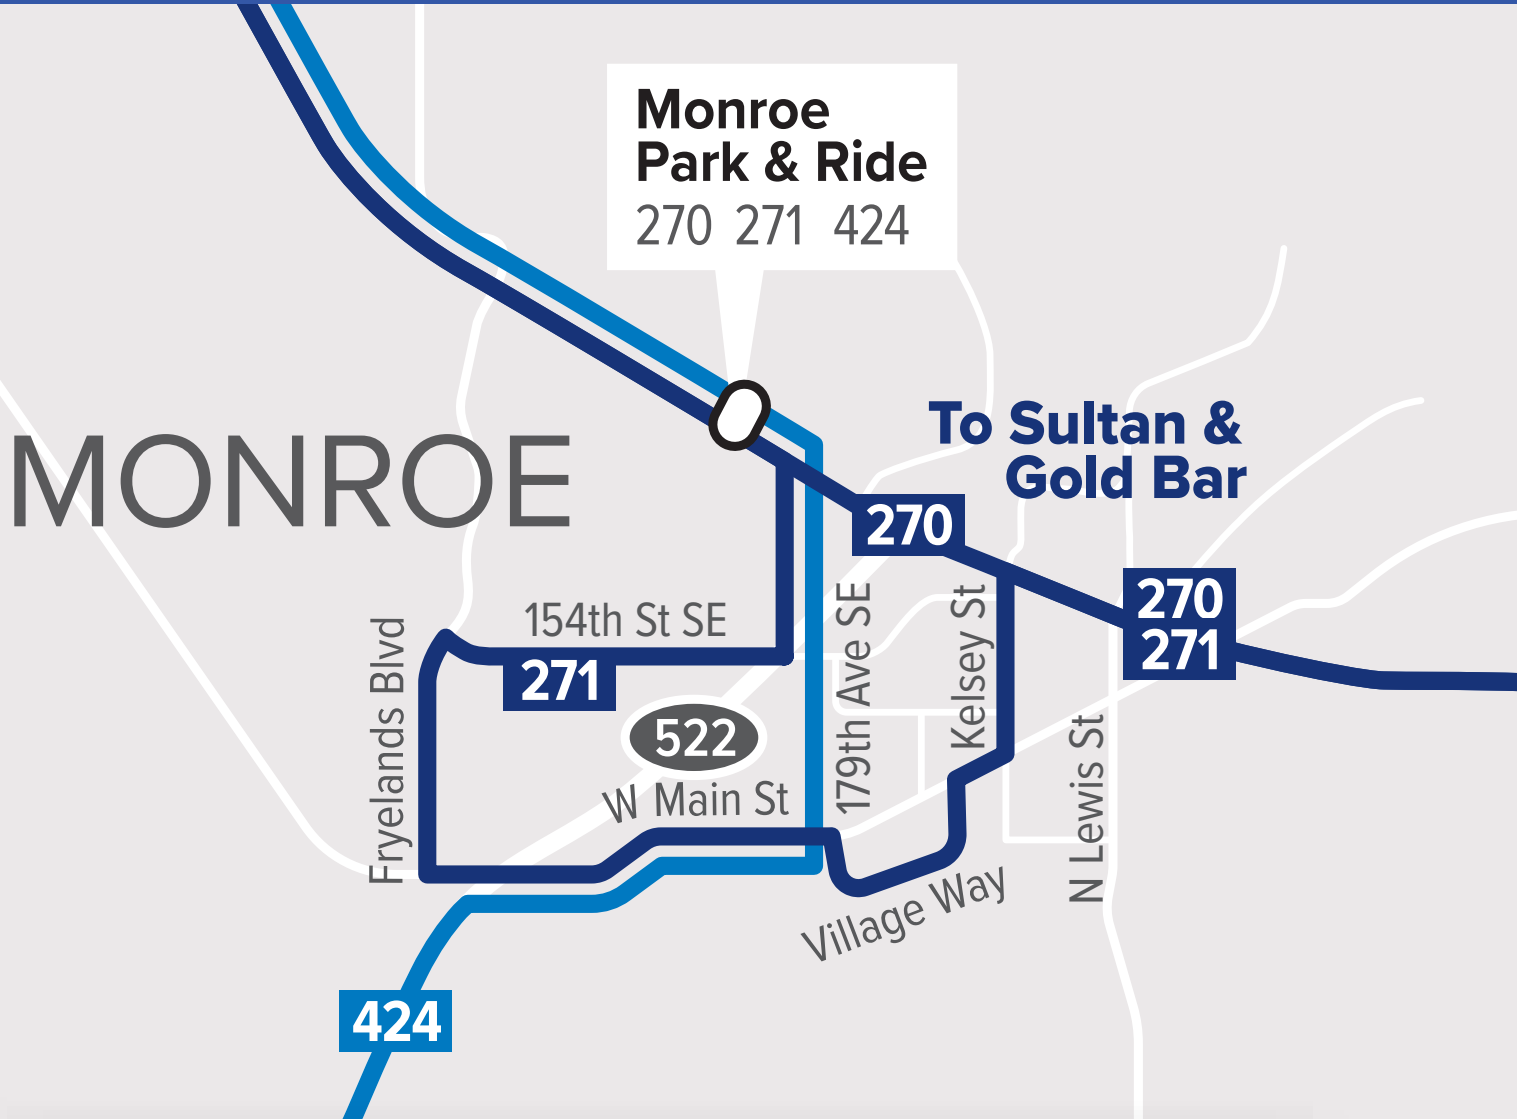 Monroe
Park & Ride
270 271 424
MONROE
To Sultan &
Gold Bar
270
270
271
154th St SE
271
522
W Main St
Fryelands Blvd
179th Ave SE
Kelsey St
N Lewis St
Village Way
424